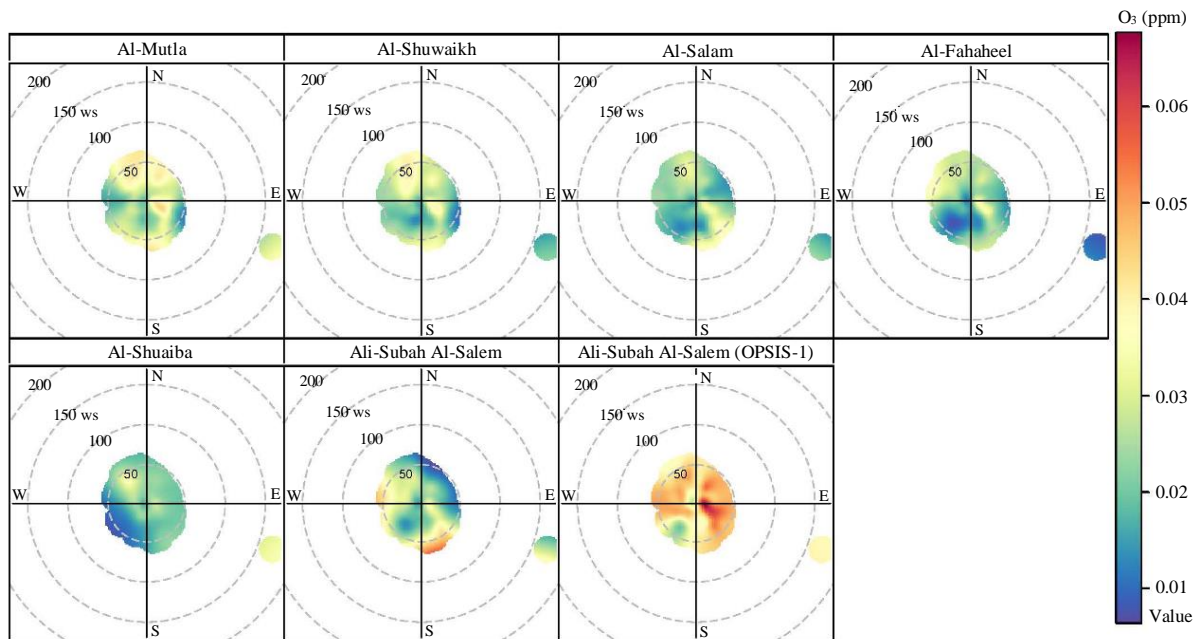 O₃ (ppm)
Al-Mutla
Al-Shuwaikh
Al-Salam
Al-Fahaheel
N
200
150 ws
100
50
W
E
S
N
200
150 ws
100
50
W
E
S
N
200
150 ws
100
50
W
E
S
N
200
150 ws
100
50
W
E
S
Al-Shuaiba
Ali-Subah Al-Salem
Ali-Subah Al-Salem (OPSIS-1)
N
200
150 ws
100
50
W
E
S
N
200
150 ws
100
50
W
E
S
N
200
150 ws
100
50
W
E
S
0.06
0.05
0.04
0.03
0.02
0.01
Value